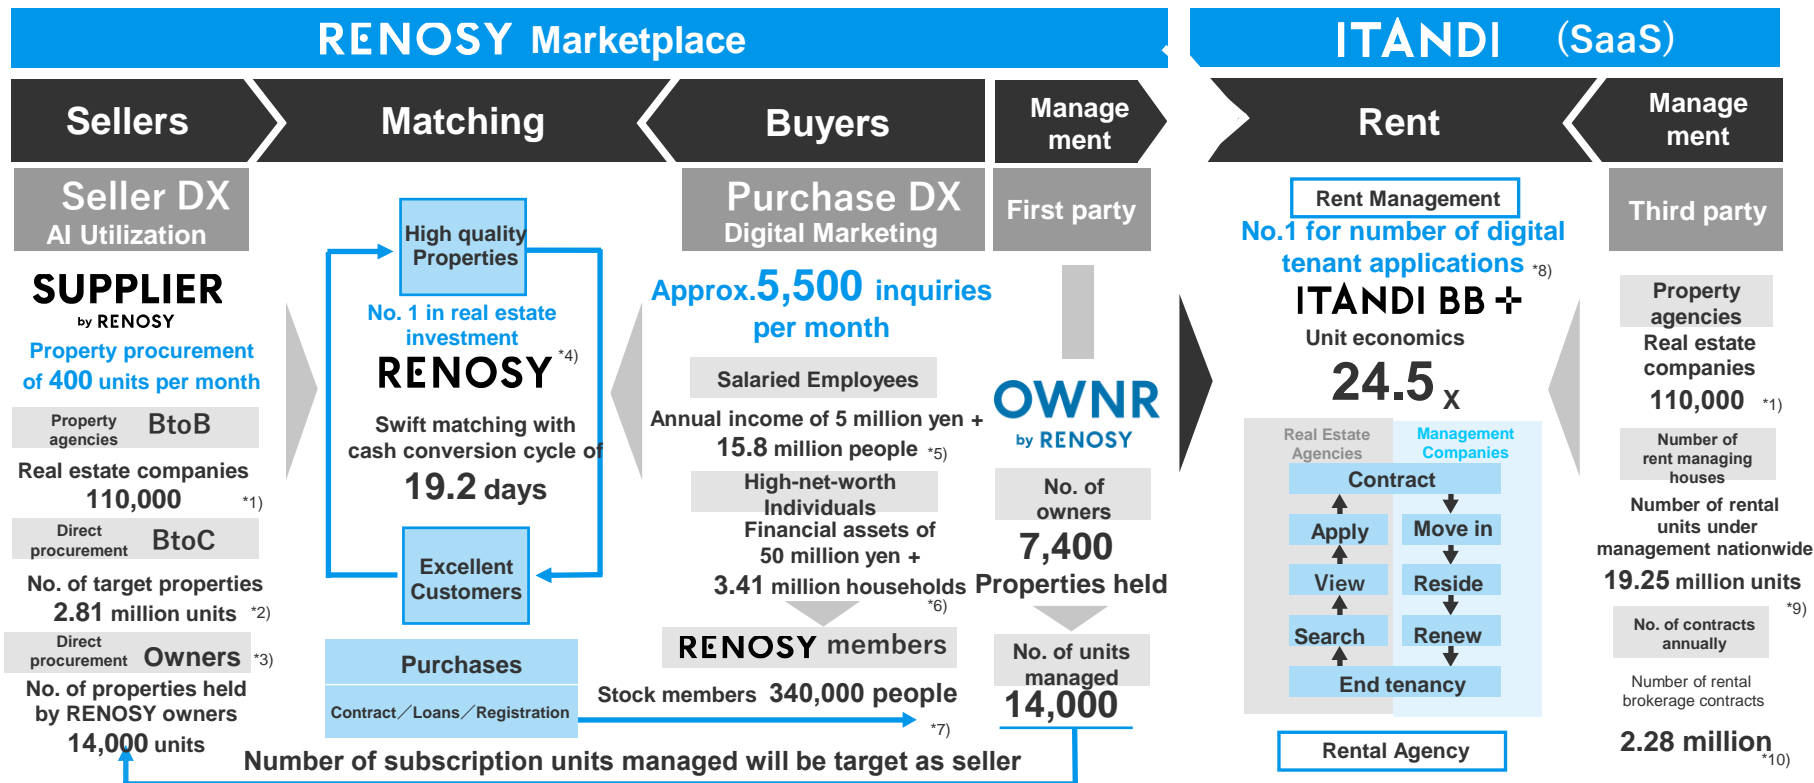 RENOSY Marketplace
ITANDI (SaaS)
Sellers
Matching
Buyers
Manage
ment
Rent
Manage
ment
Seller DX
AI Utilization
SUPPLIER
by RENOSY
Property procurement
of 400 units per month
Property
agencies
BtoB
Real estate companies
110,000 *1)
Direct
procurement
BtoC
No. of target properties
2.81 million units *2)
Direct
procurement
Owners *3)
No. of properties held
by RENOSY owners
14,000 units
High quality
Properties
No. 1 in real estate
investment
RENOSY *4)
Swift matching with
cash conversion cycle of
19.2 days
Excellent
Customers
Purchases
Contract／Loans／Registration
Purchase DX
Digital Marketing
Approx.5,500 inquiries
per month
Salaried Employees
Annual income of 5 million yen +
15.8 million people *5)
High-net-worth
Individuals
Financial assets of
50 million yen +
3.41 million households
*6)
RENOSY members
Stock members 340,000 people
*7)
First party
OWNR
by RENOSY
No. of
owners
7,400
Properties held
No. of units
managed
14,000
Number of subscription units managed will be target as seller
Rent Management
No.1 for number of digital
tenant applications *8)
ITANDI BB +
Unit economics
24.5 x
Real Estate
Agencies
Management
Companies
Contract
Apply
Move in
View
Reside
Search
Renew
End tenancy
Rental Agency
Third party
Property
agencies
Real estate
companies
110,000 *1)
Number of
rent managing
houses
Number of rental
units under
management nationwide
19.25 million units
*9)
No. of contracts
annually
Number of rental
brokerage contracts
2.28 million
*10)